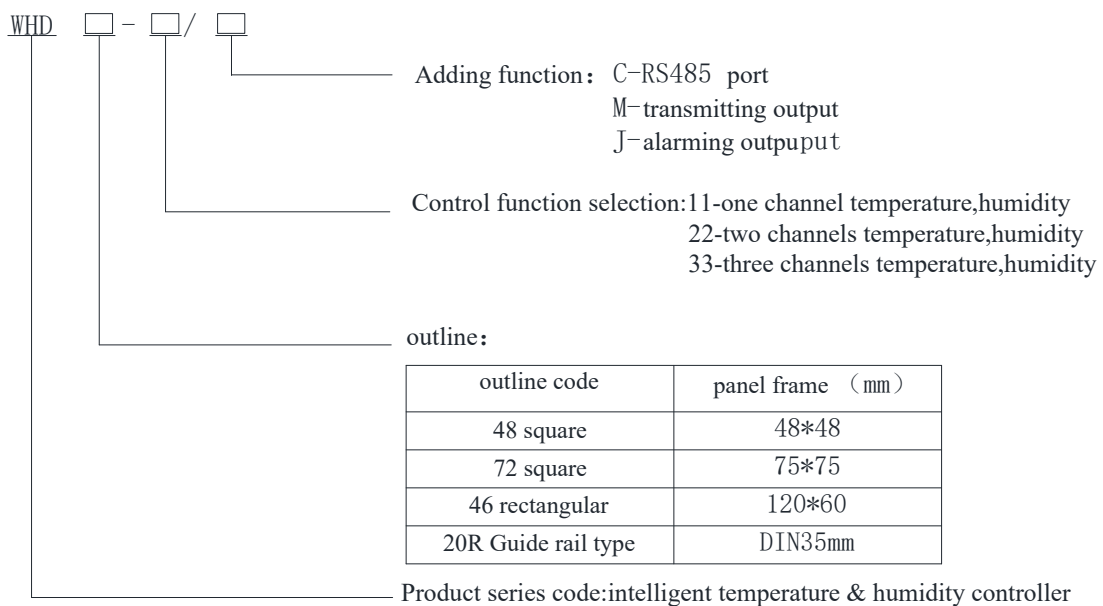 WHD □-□/ □
Adding function：C-RS485 port
M-transmitting output
J-alarming outpuput
Control function selection:11-one channel temperature,humidity
22-two channels temperature,humidity
33-three channels temperature,humidity
outline：
outline code panel frame （mm）
48 square 48*48
72 square 75*75
46 rectangular 120*60
20R Guide rail type DIN35mm
Product series code:intelligent temperature & humidity controller